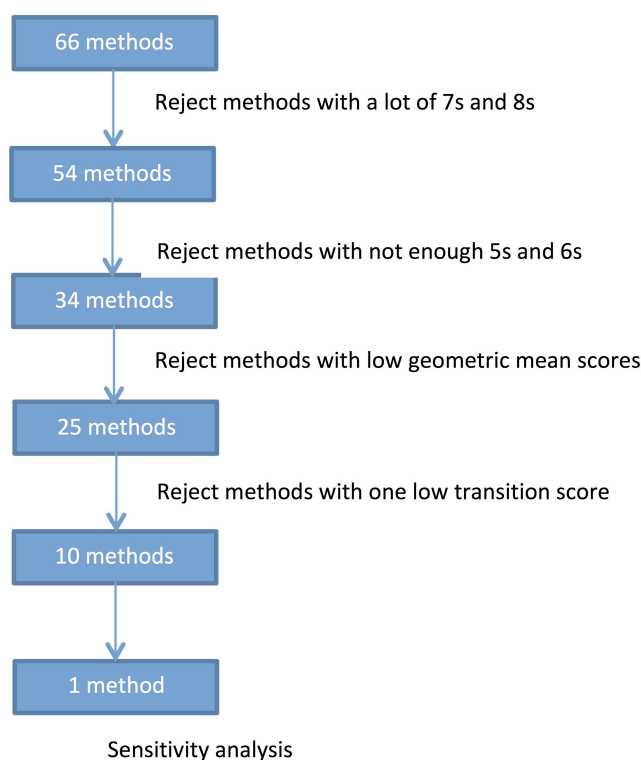 66 methods
Reject methods with a lot of 7s and 8s
54 methods
Reject methods with not enough 5s and 6s
34 methods
Reject methods with low geometric mean scores
25 methods
Reject methods with one low transition score
10 methods
1 method
Sensitivity analysis